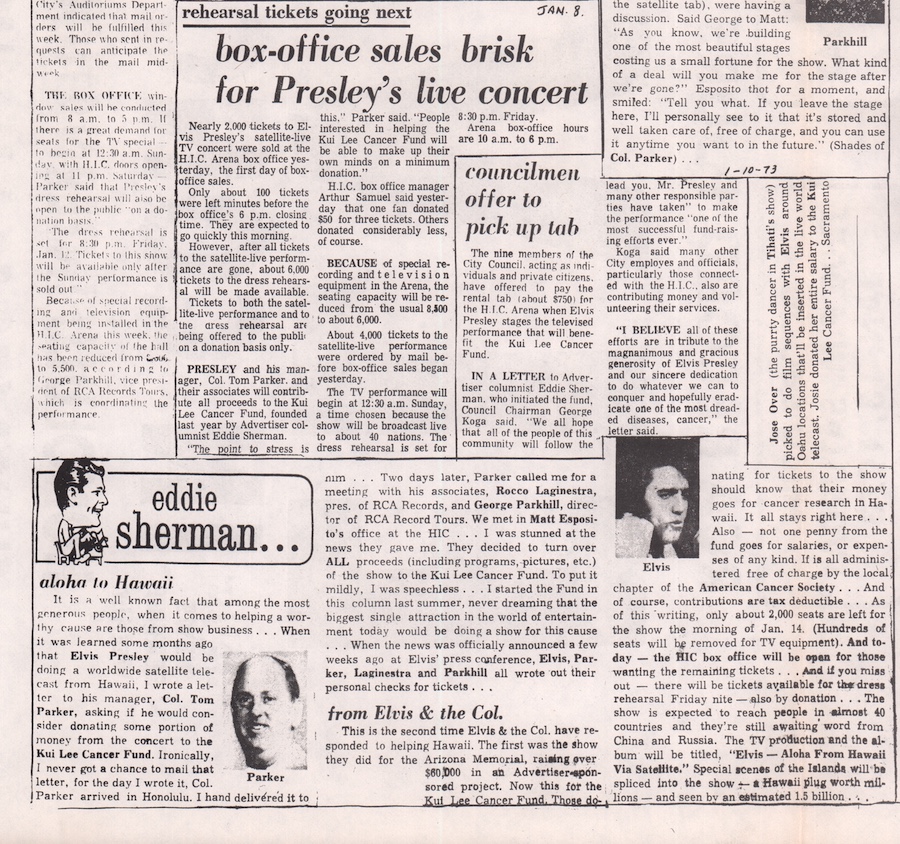 City's Auditoriums Depart-
ment indicated that mail or-
ders will be fulfilled this
week. Those who sent in re-
quests can anticipate the
tickets in the mail mid-
week
THE BOX OFFICE win-
dow sales will be conducted
from 8 a.m. to 5 p.m. If
there is a great demand for
seats for the TV special —
to begin at 12:30 a.m. Sun-
day, with H.I.C. doors open-
ing at 11 p.m. Saturday —
Parker said that Presley's
dress rehearsal will also be
open to the public "on a do-
nation basis."
"The dress rehearsal is
set for 8:30 p.m. Friday,
Jan. 12. Tickets to this show
will be available only after
the Sunday performance is
sold out"
Because of special record-
ing and television equip-
ment being installed in the
H.I.C. Arena this week, the
seating capacity of the hall
has been reduced from
to 5,500, according to
George Parkhill, vice presi-
dent of RCA Records Tours,
which is coordinating the
performance.
rehearsal tickets going next
JAN. 8.
box-office sales brisk
for Presley's live concert
Nearly 2,000 tickets to El-
vis Presley's satellite-live
TV concert were sold at the
H.I.C. Arena box office yes-
terday, the first day of box-
office sales.
Only about 100 tickets
were left minutes before the
box office's 6 p.m. closing
time. They are expected to
go quickly this morning.
However, after all tickets
to the satellite-live perform-
ance are gone, about 6,000
tickets to the dress rehears-
al will be made available.
Tickets to both the satel-
lite-live performance and to
the dress rehearsal are
being offered to the public
on a donation basis only.
PRESLEY and his man-
ager, Col. Tom Parker, and
their associates will contrib-
ute all proceeds to the Kui
Lee Cancer Fund, founded
last year by Advertiser col-
umnist Eddie Sherman.
"The point to stress is
this," Parker said. "People
interested in helping the
Kui Lee Cancer Fund will
be able to make up their
own minds on a minimum
donation."
H.I.C. box office manager
Arthur Samuel said yester-
day that one fan donated
$50 for three tickets. Others
donated considerably less,
of course.
BECAUSE of special re-
cording and television
equipment in the Arena, the
seating capacity will be re-
duced from the usual 8,500
to about 6,000.
About 4,000 tickets to the
satellite-live performance
were ordered by mail be-
fore box-office sales began
yesterday.
The TV performance will
begin at 12:30 a.m. Sunday,
a time chosen because the
show will be broadcast live
to about 40 nations. The
dress rehearsal is set for
8:30 p.m. Friday.
Arena box-office hours
are 10 a.m. to 6 p.m.
councilmen
offer to
pick up tab
The nine members of the
City Council, acting as indi-
viduals and private citizens,
have offered to pay the
rental tab (about $750) for
the H.I.C. Arena when Elvis
Presley stages the televised
performance that will bene-
fit the Kui Lee Cancer
Fund.
IN A LETTER to Adver-
tiser columnist Eddie Sher-
man, who initiated the fund,
Council Chairman George
Koga said. "We all hope
that all of the people of this
community will follow the
lead you, Mr. Presley and
many other responsible par-
ties have taken" to make
the performance "one of the
most successful fund-rais-
ing efforts ever."
Koga said many other
City employes and officials,
particularly those connect-
ed with the H.I.C., also are
contributing money and vol-
unteering their services.
"I BELIEVE all of these
efforts are in tribute to the
magnanimous and gracious
generosity of Elvis Presley
and our sincere dedication
to do whatever we can to
conquer and hopefully erad-
icate one of the most dread-
ed diseases, cancer," the
letter said.
the satellite tab), were having a
discussion. Said George to Matt:
"As you know, we're building
one of the most beautiful stages
costing us a small fortune for the show. What kind
of a deal will you make me for the stage after
we're gone?" Esposito thot for a moment, and
smiled: "Tell you what. If you leave the stage
here, I'll personally see to it that it's stored and
well taken care of, free of charge, and you can use
it anytime you want to in the future." (Shades of
Col. Parker) . . .
Parkhill
1-10-73
Jose Over (the purrty dancer in Tihati's show)
picked to do film sequences with Elvis around
Oahu locations that'll be inserted in the live world
telecast. Josie donated her entire salary to the Kui
Lee Cancer Fund. . . Sacramento
eddie
sherman...
aloha to Hawaii
It is a well known fact that among the most
generous people, when it comes to helping a wor-
thy cause are those from show business . . . When
it was learned some months ago
that Elvis Presley would be
doing a worldwide satellite tele-
cast from Hawaii, I wrote a let-
ter to his manager, Col. Tom
Parker, asking if he would con-
sider donating some portion of
money from the concert to the
Kui Lee Cancer Fund. Ironically,
I never got a chance to mail that
letter, for the day I wrote it, Col.
Parker arrived in Honolulu. I hand delivered it to
Parker
him . . . Two days later, Parker called me for a
meeting with his associates, Rocco Laginestra,
pres. of RCA Records, and George Parkhill, direc-
tor of RCA Record Tours. We met in Matt Esposi-
to's office at the HIC . . . I was stunned at the
news they gave me. They decided to turn over
ALL proceeds (including programs, pictures, etc.)
of the show to the Kui Lee Cancer Fund. To put it
mildly, I was speechless . . . I started the Fund in
this column last summer, never dreaming that the
biggest single attraction in the world of entertain-
ment today would be doing a show for this cause
. . . When the news was officially announced a few
weeks ago at Elvis' press conference, Elvis, Par-
ker, Laginestra and Parkhill all wrote out their
personal checks for tickets . . .
from Elvis & the Col.
This is the second time Elvis & the Col. have re-
sponded to helping Hawaii. The first was the show
they did for the Arizona Memorial, raising over
$60,000 in an Advertiser-spon-
sored project. Now this for the
Kui Lee Cancer Fund. Those do-
Elvis
nating for tickets to the show
should know that their money
goes for cancer research in Ha-
waii. It all stays right here . . .
Also — not one penny from the
fund goes for salaries, or expen-
ses of any kind. If is all adminis-
tered free of charge by the local
chapter of the American Cancer Society . . . And
of course, contributions are tax deductible . . . As
of this writing, only about 2,000 seats are left for
the show the morning of Jan. 14. (Hundreds of
seats will be removed for TV equipment). And to-
day — the HIC box office will be open for those
wanting the remaining tickets . . . And if you miss
out — there will be tickets available for the dress
rehearsal Friday nite — also by donation . . . The
show is expected to reach people in almost 40
countries and they're still awaiting word from
China and Russia. The TV production and the al-
bum will be titled, "Elvis — Aloha From Hawaii
Via Satellite." Special scenes of the Islands will be
spliced into the show — a Hawaii plug worth mil-
lions — and seen by an estimated 1.5 billion . . .